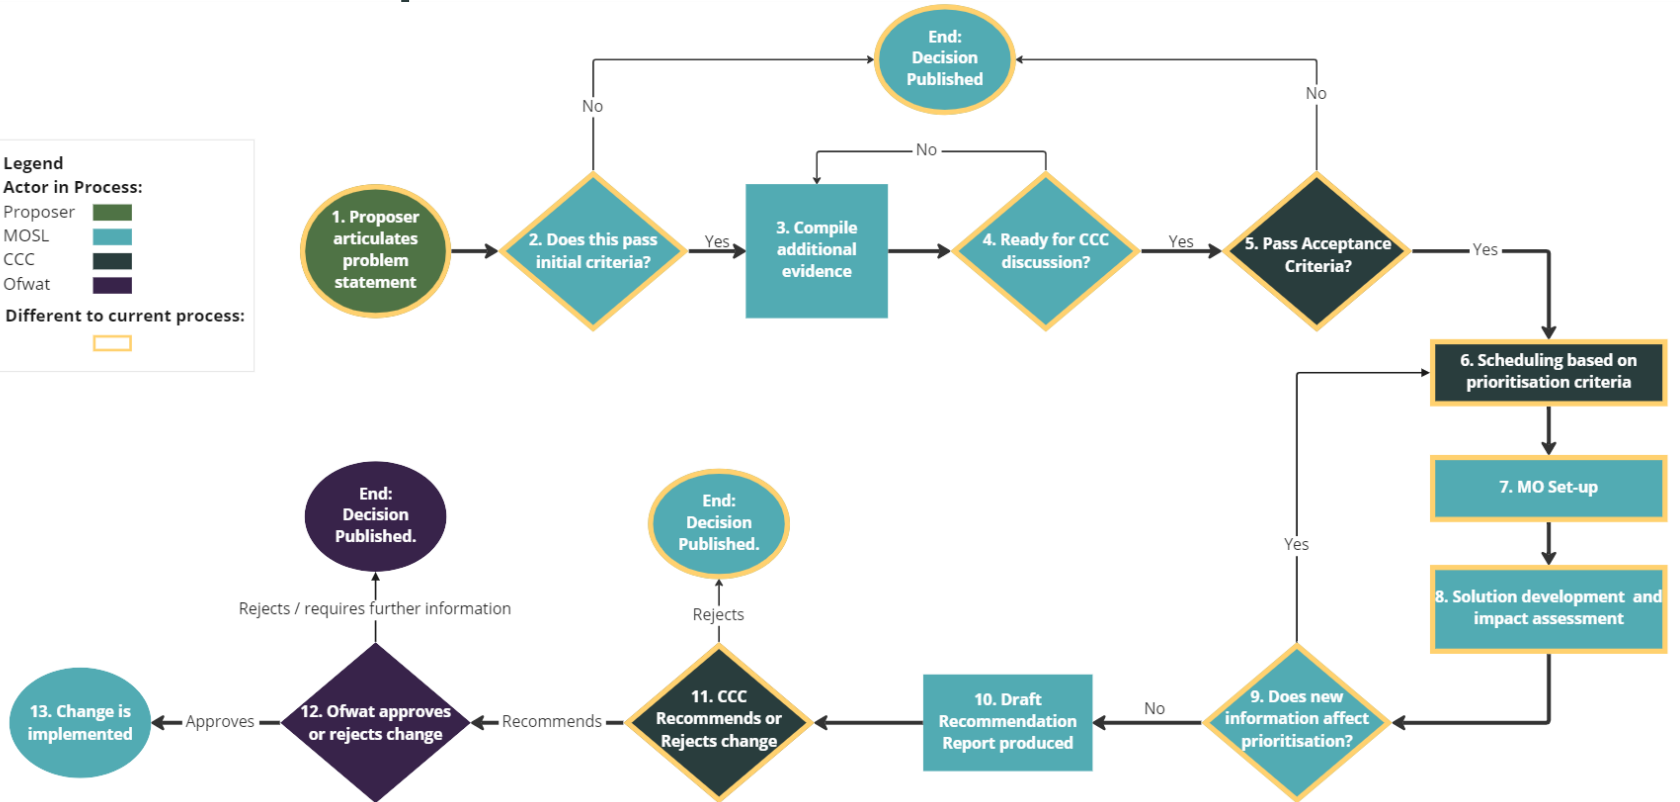 End:
Decision
Published
No
No
No
Legend
Actor in Process:
Proposer
MOSL
CCC
Ofwat
Different to current process:
1. Proposer
articulates
problem
statement
2. Does this pass
initial criteria?
Yes
3. Compile
additional
evidence
4. Ready for CCC
discussion?
Yes
5. Pass Acceptance
Criteria?
Yes
6. Scheduling based on
prioritisation criteria
7. MO Set-up
8. Solution development and
impact assessment
Yes
9. Does new
information affect
prioritisation?
No
10. Draft
Recommendation
Report produced
11. CCC
Recommends or
Rejects change
Rejects
End:
Decision
Published.
Recommends
12. Ofwat approves
or rejects change
Rejects / requires further information
End:
Decision
Published.
Approves
13. Change is
implemented